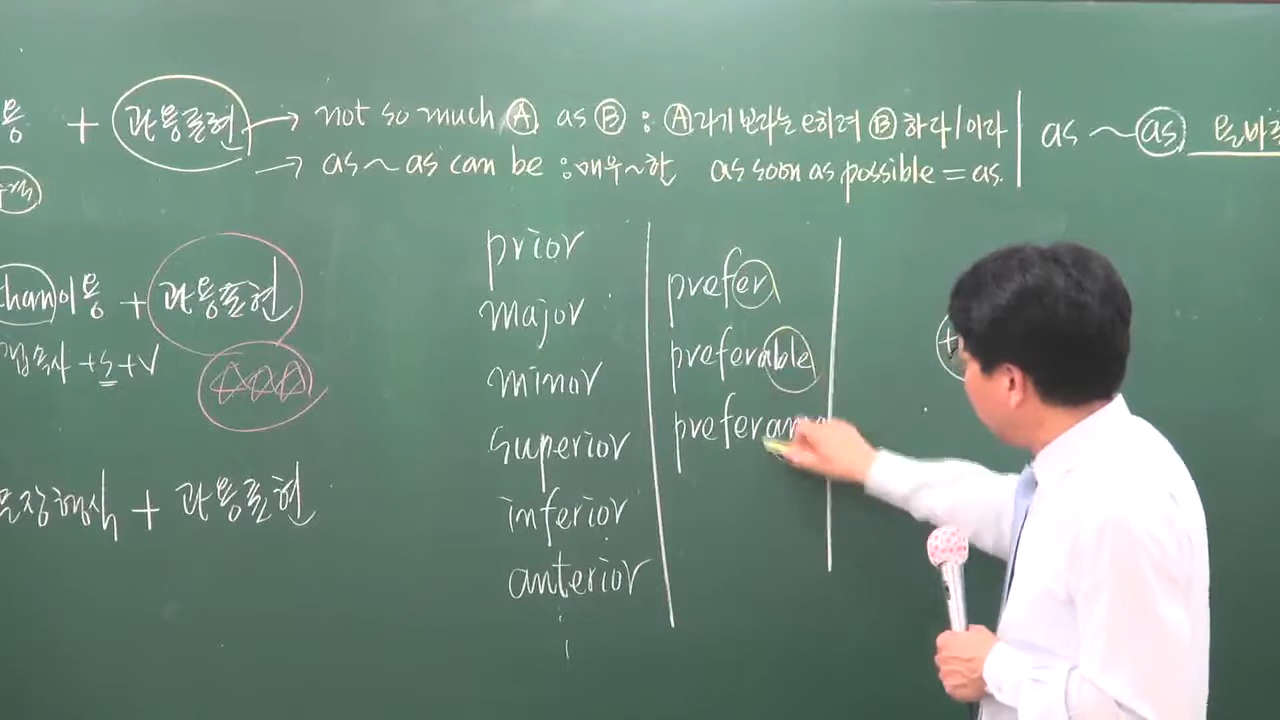 용 + 관용표현 → not so much Ⓐ as Ⓑ : Ⓐ라기 보다는 오히려 Ⓑ 하다/이다
→ as ~ as can be : 매우 ~한 as soon as possible = as.
as ~ as
than이용 + 관용표현
접속사 + S + V
문장행식 + 관용표현
prior
major
minor
superior
inferior
anterior
prefer
preferable